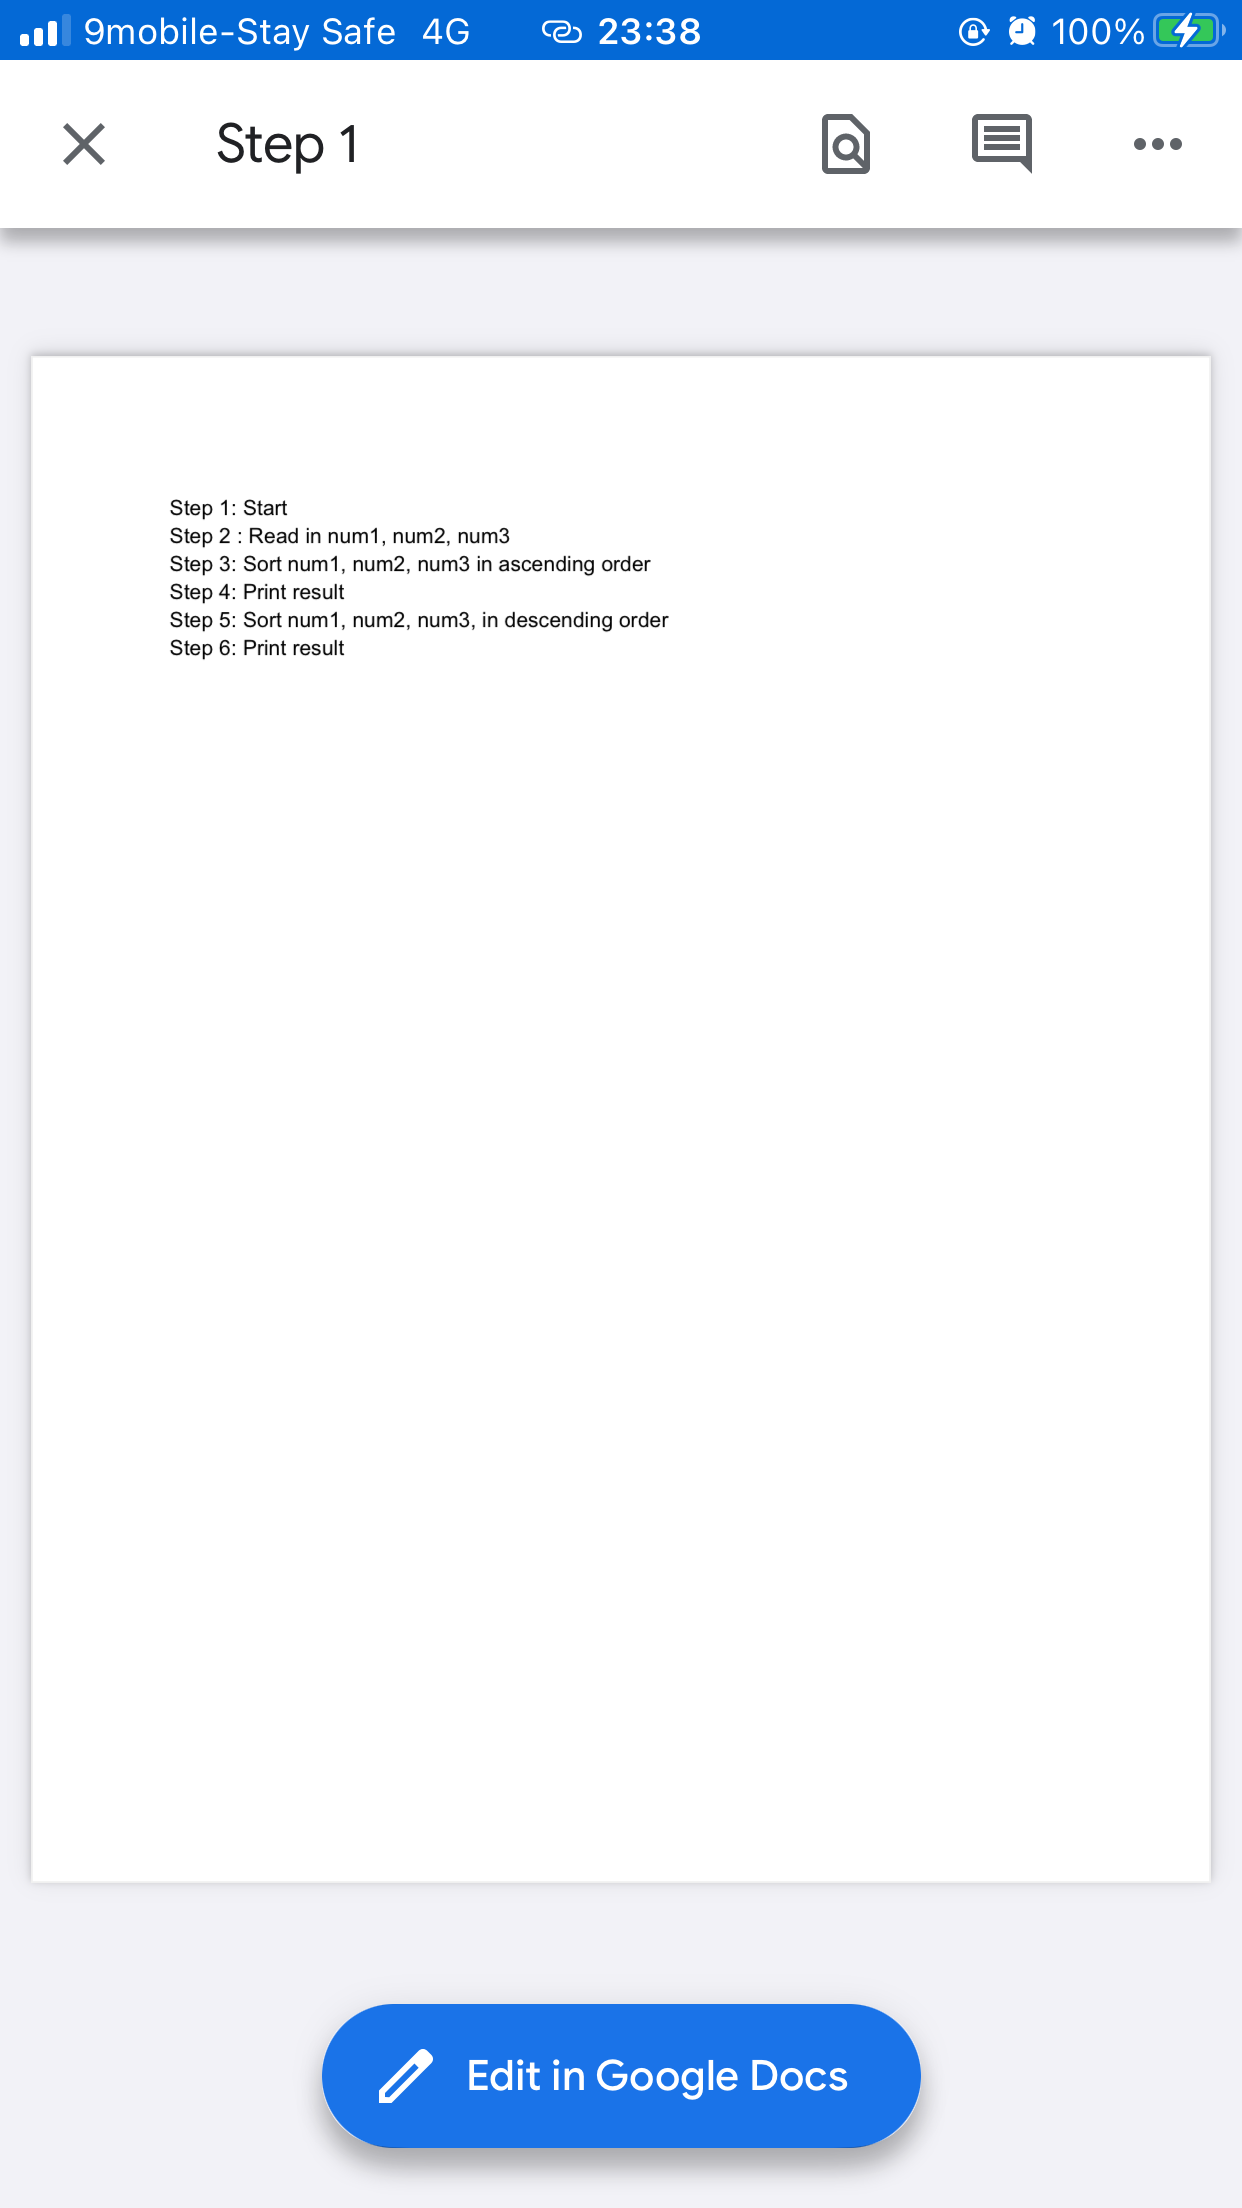 9mobile-Stay Safe 4G 23:38 100%
Step 1
Step 1: Start
Step 2 : Read in num1, num2, num3
Step 3: Sort num1, num2, num3 in ascending order
Step 4: Print result
Step 5: Sort num1, num2, num3, in descending order
Step 6: Print result
Edit in Google Docs